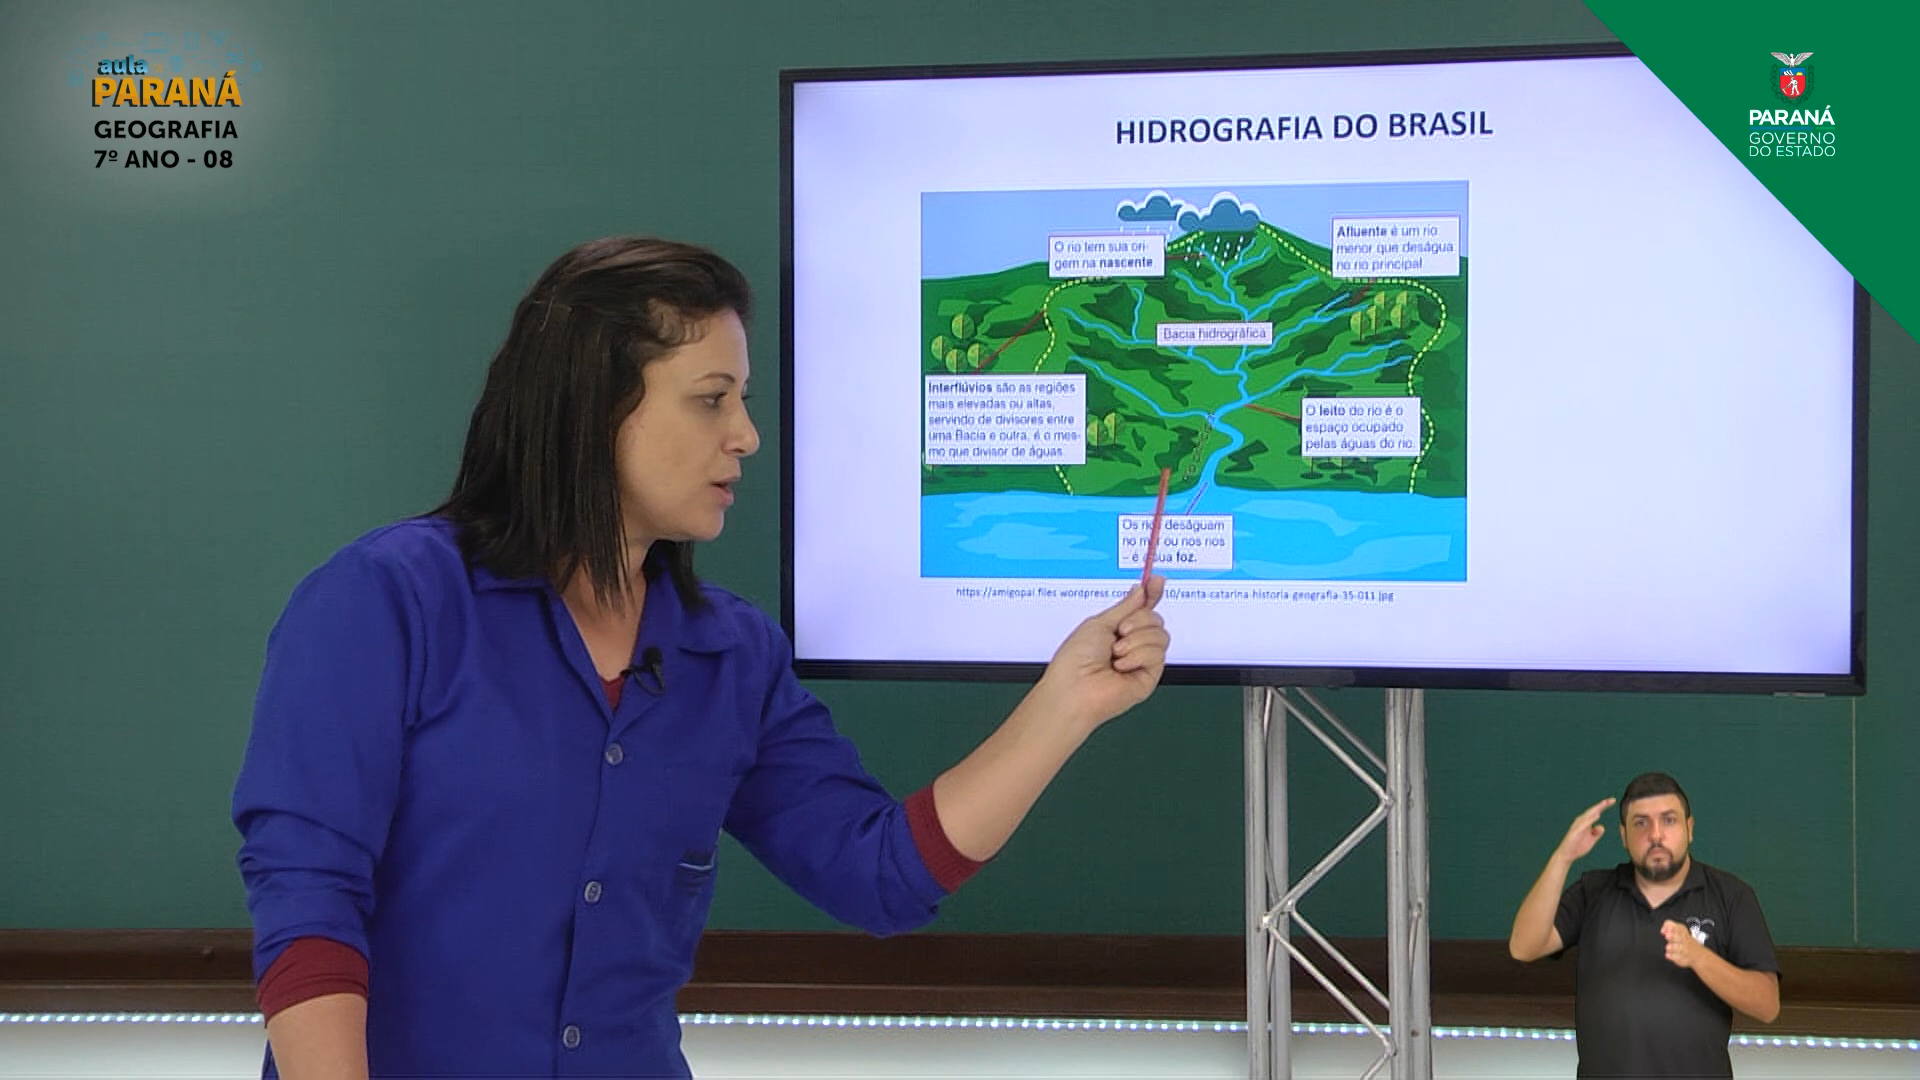 aula
PARANÁ
GEOGRAFIA
7º ANO - 08
PARANÁ
GOVERNO
DO ESTADO
HIDROGRAFIA DO BRASIL
O rio tem sua ori-
gem na nascente.
Afluente é um rio
menor que deságua
no rio principal
Bacia hidrográfica
Interflúvios são as regiões
mais elevadas ou altas,
servindo de divisores entre
uma Bacia e outra, é o mes-
mo que divisor de águas.
O leito do rio é o
espaço ocupado
pelas águas do rio.
Os rios deságuam
no mar ou nos rios
– é a sua foz.
https://amigopai.files.wordpress.com 10/santa-catarina-historia-geografia-35-011.jpg